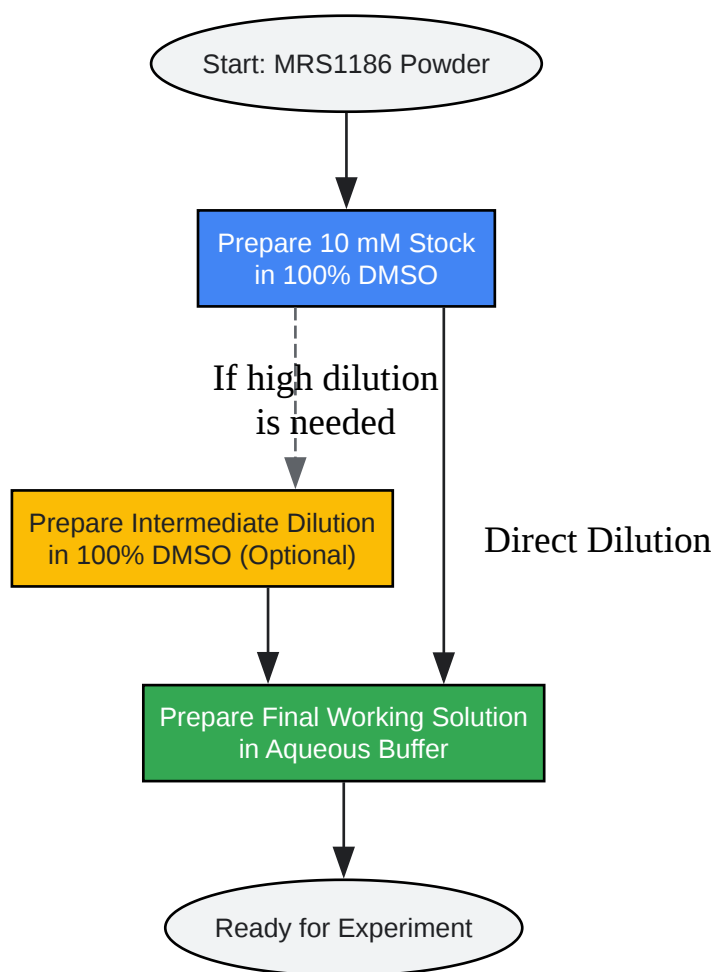 Start: MRS1186 Powder
Prepare 10 mM Stock
in 100% DMSO
If high dilution
is needed
Prepare Intermediate Dilution
in 100% DMSO (Optional)
Direct Dilution
Prepare Final Working Solution
in Aqueous Buffer
Ready for Experiment